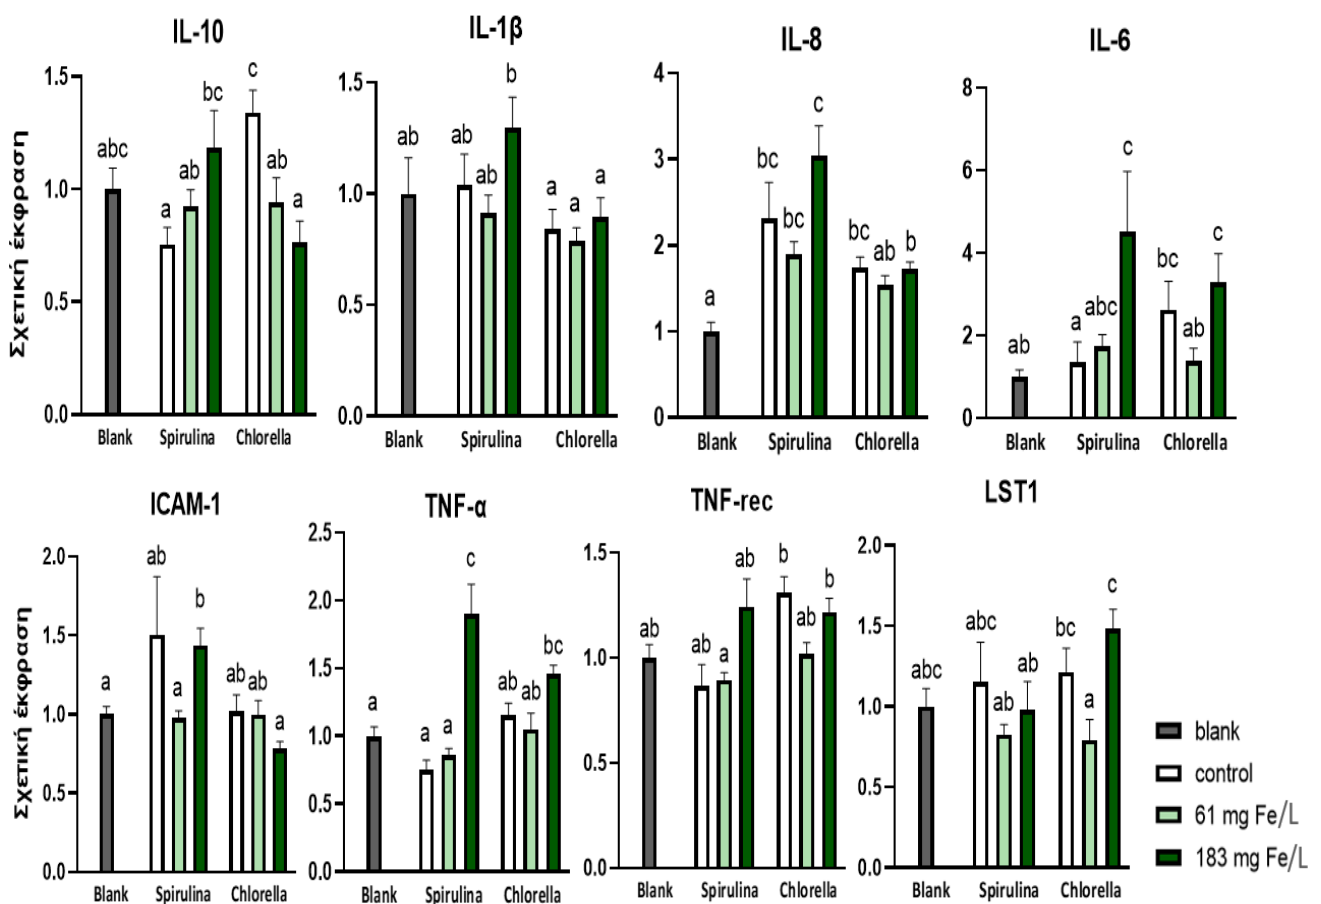 IL-10
1.5
1.0
0.5
0.0
Σχετική έκφραση
abc
a
ab
bc
c
ab
a
Blank Spirulina Chlorella
IL-1β
1.5
1.0
0.5
0.0
ab
ab
ab
b
a
a
a
Blank Spirulina Chlorella
IL-8
4
3
2
1
0
a
bc
bc
c
bc
ab
b
Blank Spirulina Chlorella
IL-6
8
6
4
2
0
ab
a
abc
c
bc
ab
c
Blank Spirulina Chlorella
ICAM-1
2.0
1.5
1.0
0.5
0.0
Σχετική έκφραση
a
ab
a
b
ab
ab
a
Blank Spirulina Chlorella
TNF-α
2.5
2.0
1.5
1.0
0.5
0.0
a
a
a
c
ab
ab
bc
Blank Spirulina Chlorella
TNF-rec
1.5
1.0
0.5
0.0
ab
ab
a
ab
b
ab
b
Blank Spirulina Chlorella
LST1
2.0
1.5
1.0
0.5
0.0
abc
abc
ab
ab
bc
a
c
Blank Spirulina Chlorella
blank
control
61 mg Fe/L
183 mg Fe/L